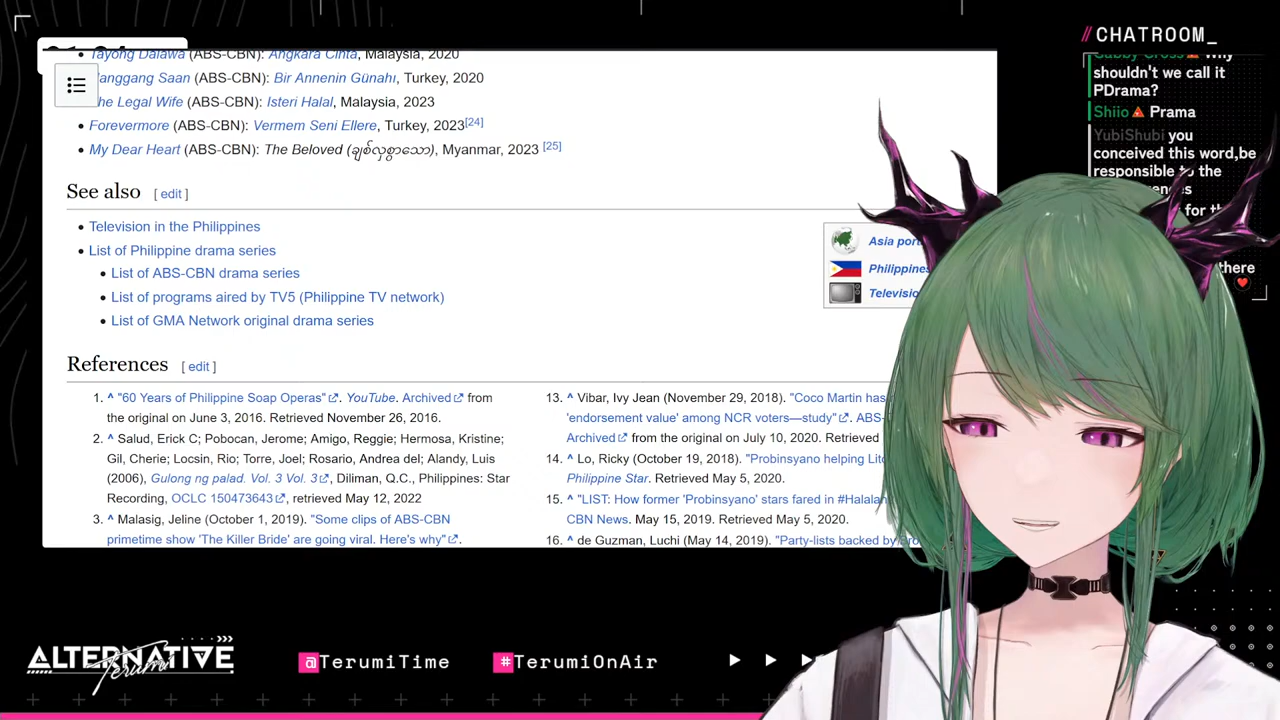 //CHATROOM_
Why
shouldn't we call it
PDrama?
Shiio Prama
YubiShubi you
conceived this word,be
responsible to the
for th
there
Tayong Dalawa (ABS-CBN): Angkara Cinta, Malaysia, 2020
anggang Saan (ABS-CBN): Bir Annenin Günahı, Turkey, 2020
he Legal Wife (ABS-CBN): Isteri Halal, Malaysia, 2023
• Forevermore (ABS-CBN): Vermem Seni Ellere, Turkey, 2023[24]
• My Dear Heart (ABS-CBN): The Beloved (ချစ်လှစွာသော), Myanmar, 2023 [25]
See also [ edit ]
• Television in the Philippines
• List of Philippine drama series
• List of ABS-CBN drama series
• List of programs aired by TV5 (Philippine TV network)
• List of GMA Network original drama series
Asia port
Philippines
Televisio
References [ edit ]
1. ^ "60 Years of Philippine Soap Operas". YouTube. Archived from
the original on June 3, 2016. Retrieved November 26, 2016.
2. ^ Salud, Erick C; Pobocan, Jerome; Amigo, Reggie; Hermosa, Kristine;
Gil, Cherie; Locsin, Rio; Torre, Joel; Rosario, Andrea del; Alandy, Luis
(2006), Gulong ng palad. Vol. 3 Vol. 3, Diliman, Q.C., Philippines: Star
Recording, OCLC 150473643, retrieved May 12, 2022
3. ^ Malasig, Jeline (October 1, 2019). "Some clips of ABS-CBN
primetime show 'The Killer Bride' are going viral. Here's why".
13. ^ Vibar, Ivy Jean (November 29, 2018). "Coco Martin has
'endorsement value' among NCR voters—study". ABS-
Archived from the original on July 10, 2020. Retrieved
14. ^ Lo, Ricky (October 19, 2018). "Probinsyano helping Lito
Philippine Star. Retrieved May 5, 2020.
15. ^ "LIST: How former 'Probinsyano' stars fared in #Halalan
CBN News. May 15, 2019. Retrieved May 5, 2020.
16. ^ de Guzman, Luchi (May 14, 2019). "Party-lists backed by
ALTERNATIVE
Terumi
@TerumiTime
#TerumiOnAir